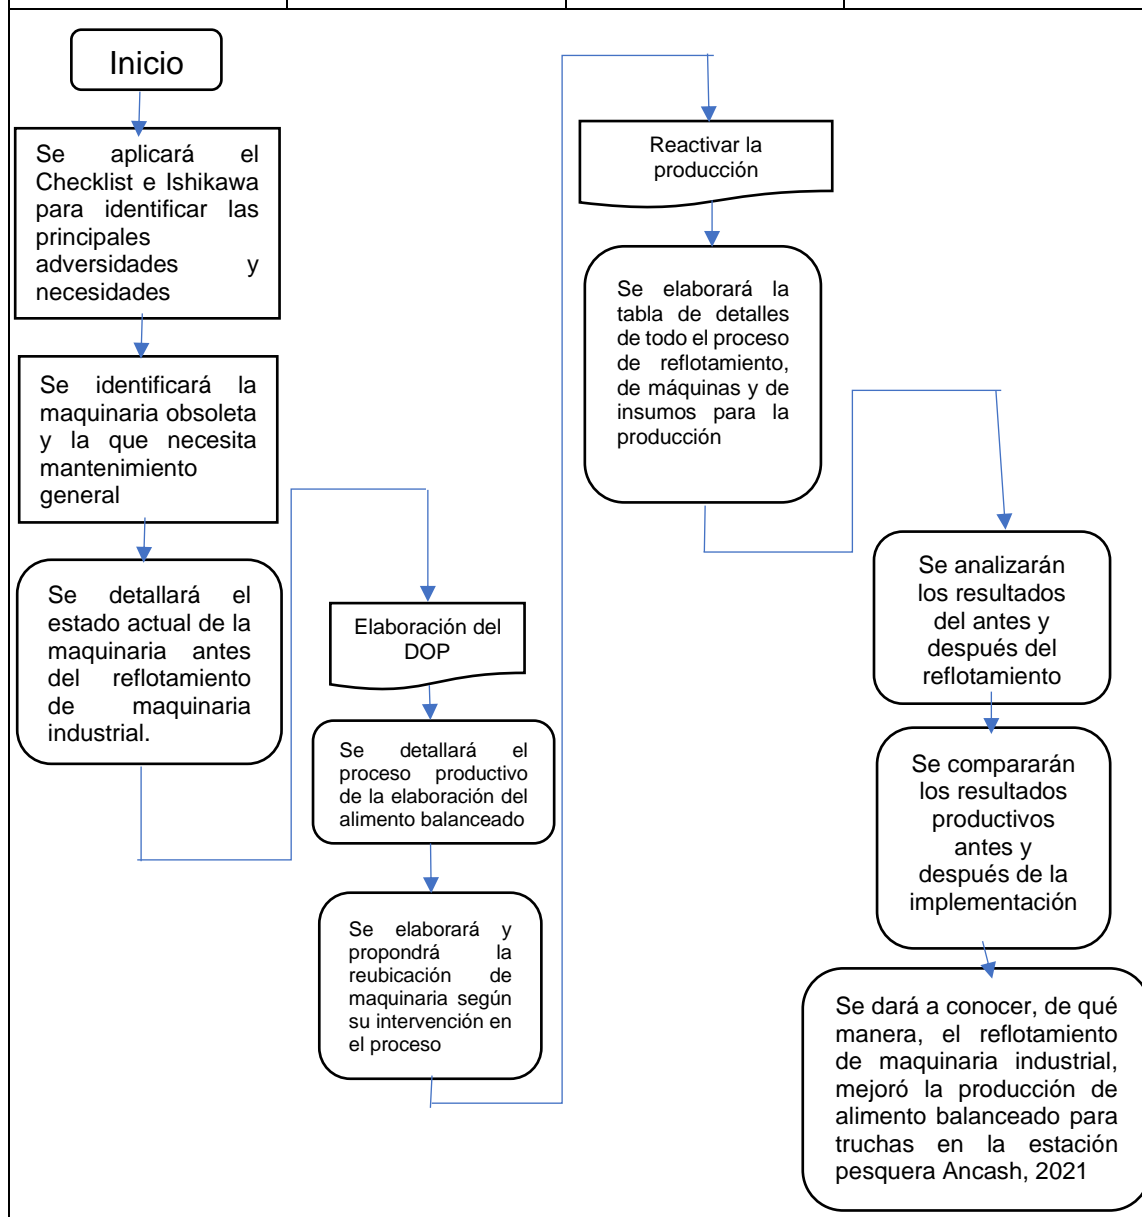 Inicio
Se aplicará el
Checklist e Ishikawa
para identificar las
principales
adversidades y
necesidades
Se identificará la
maquinaria obsoleta
y la que necesita
mantenimiento
general
Se detallará el
estado actual de la
maquinaria antes
del reflotamiento
de maquinaria
industrial.
Elaboración del
DOP
Se detallará el
proceso productivo
de la elaboración del
alimento balanceado
Se elaborará y
propondrá la
reubicación de
maquinaria según
su intervención en
el proceso
Reactivar la
producción
Se elaborará la
tabla de detalles
de todo el proceso
de reflotamiento,
de máquinas y de
insumos para la
producción
Se analizarán
los resultados
del antes y
después del
reflotamiento
Se compararán
los resultados
productivos
antes y
después de la
implementación
Se dará a conocer, de qué
manera, el reflotamiento
de maquinaria industrial,
mejoró la producción de
alimento balanceado para
truchas en la estación
pesquera Ancash, 2021